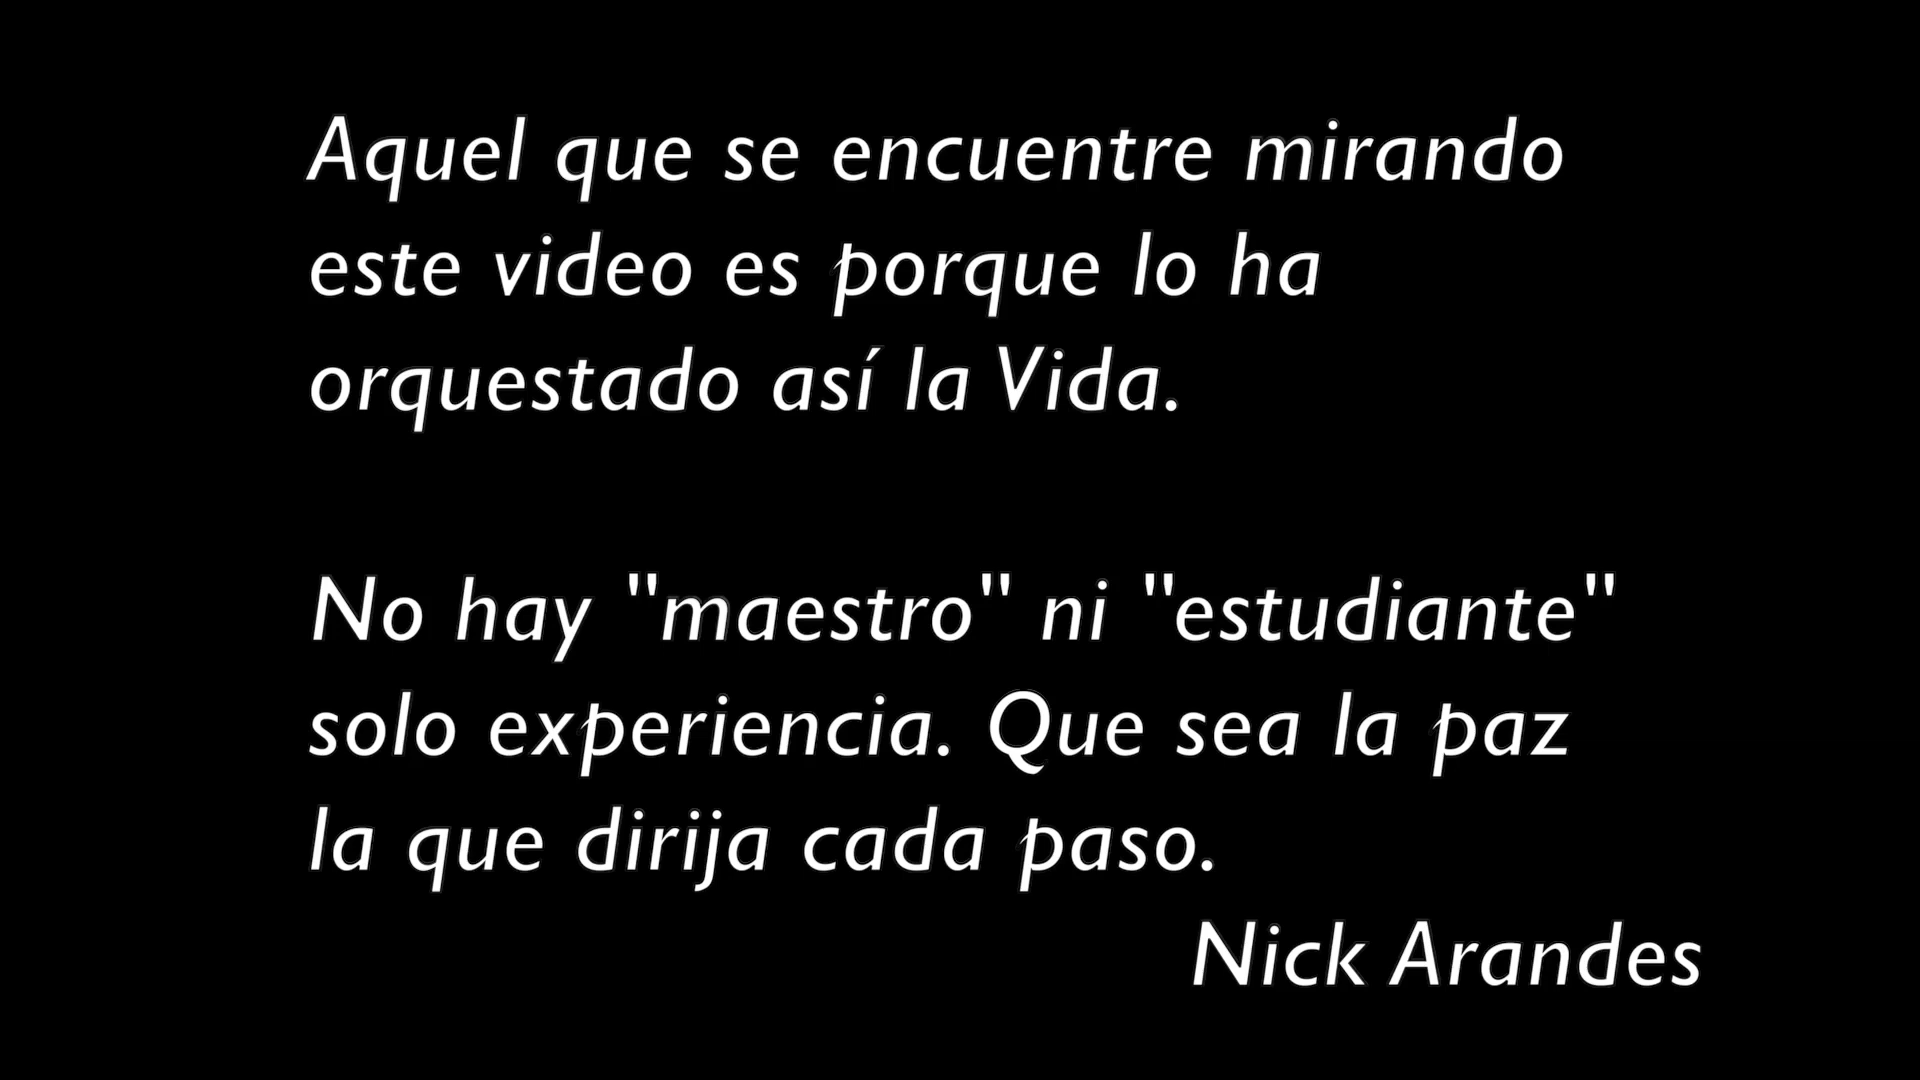 Aquel que se encuentre mirando
este video es porque lo ha
orquestado así la Vida.
No hay "maestro" ni "estudiante"
solo experiencia. Que sea la paz
la que dirija cada paso.
Nick Arandes